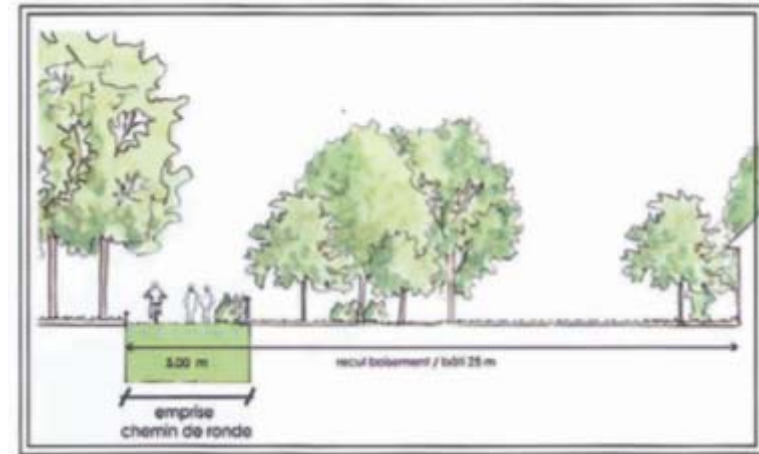 5.00 m
recul boisement / bâti 25 m
emprise
chemin de ronde